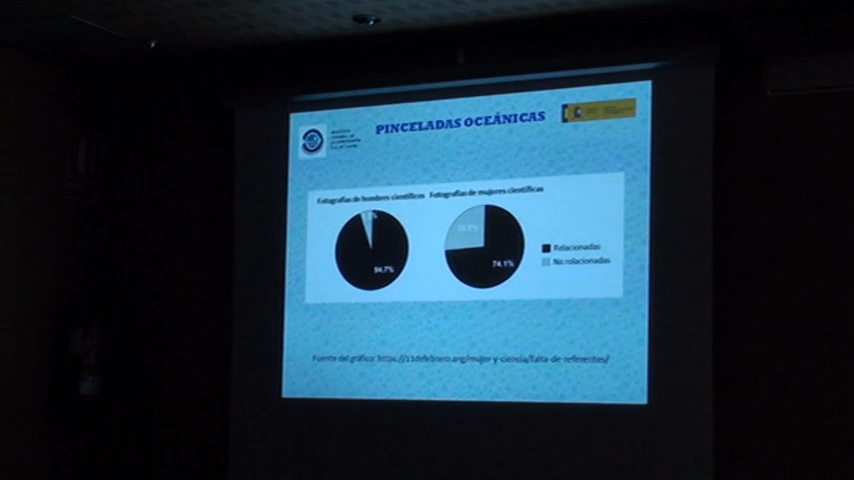 PINCELADAS OCEÁNICAS
Fotografías de hombres científicos
Fotografías de mujeres científicas
94.7%
74.1%
Relacionadas
No relacionadas
Fuente del gráfico: https://11defebrero.org/mujer-y-ciencia/falta-de-referentes/